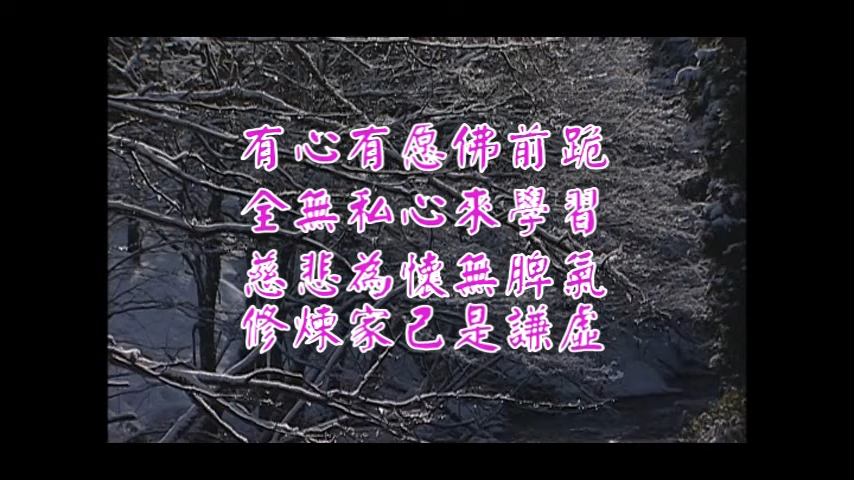 有心有愿佛前跪
全無私心來學習
慈悲為懷無脾氣
修煉家己是謙虛